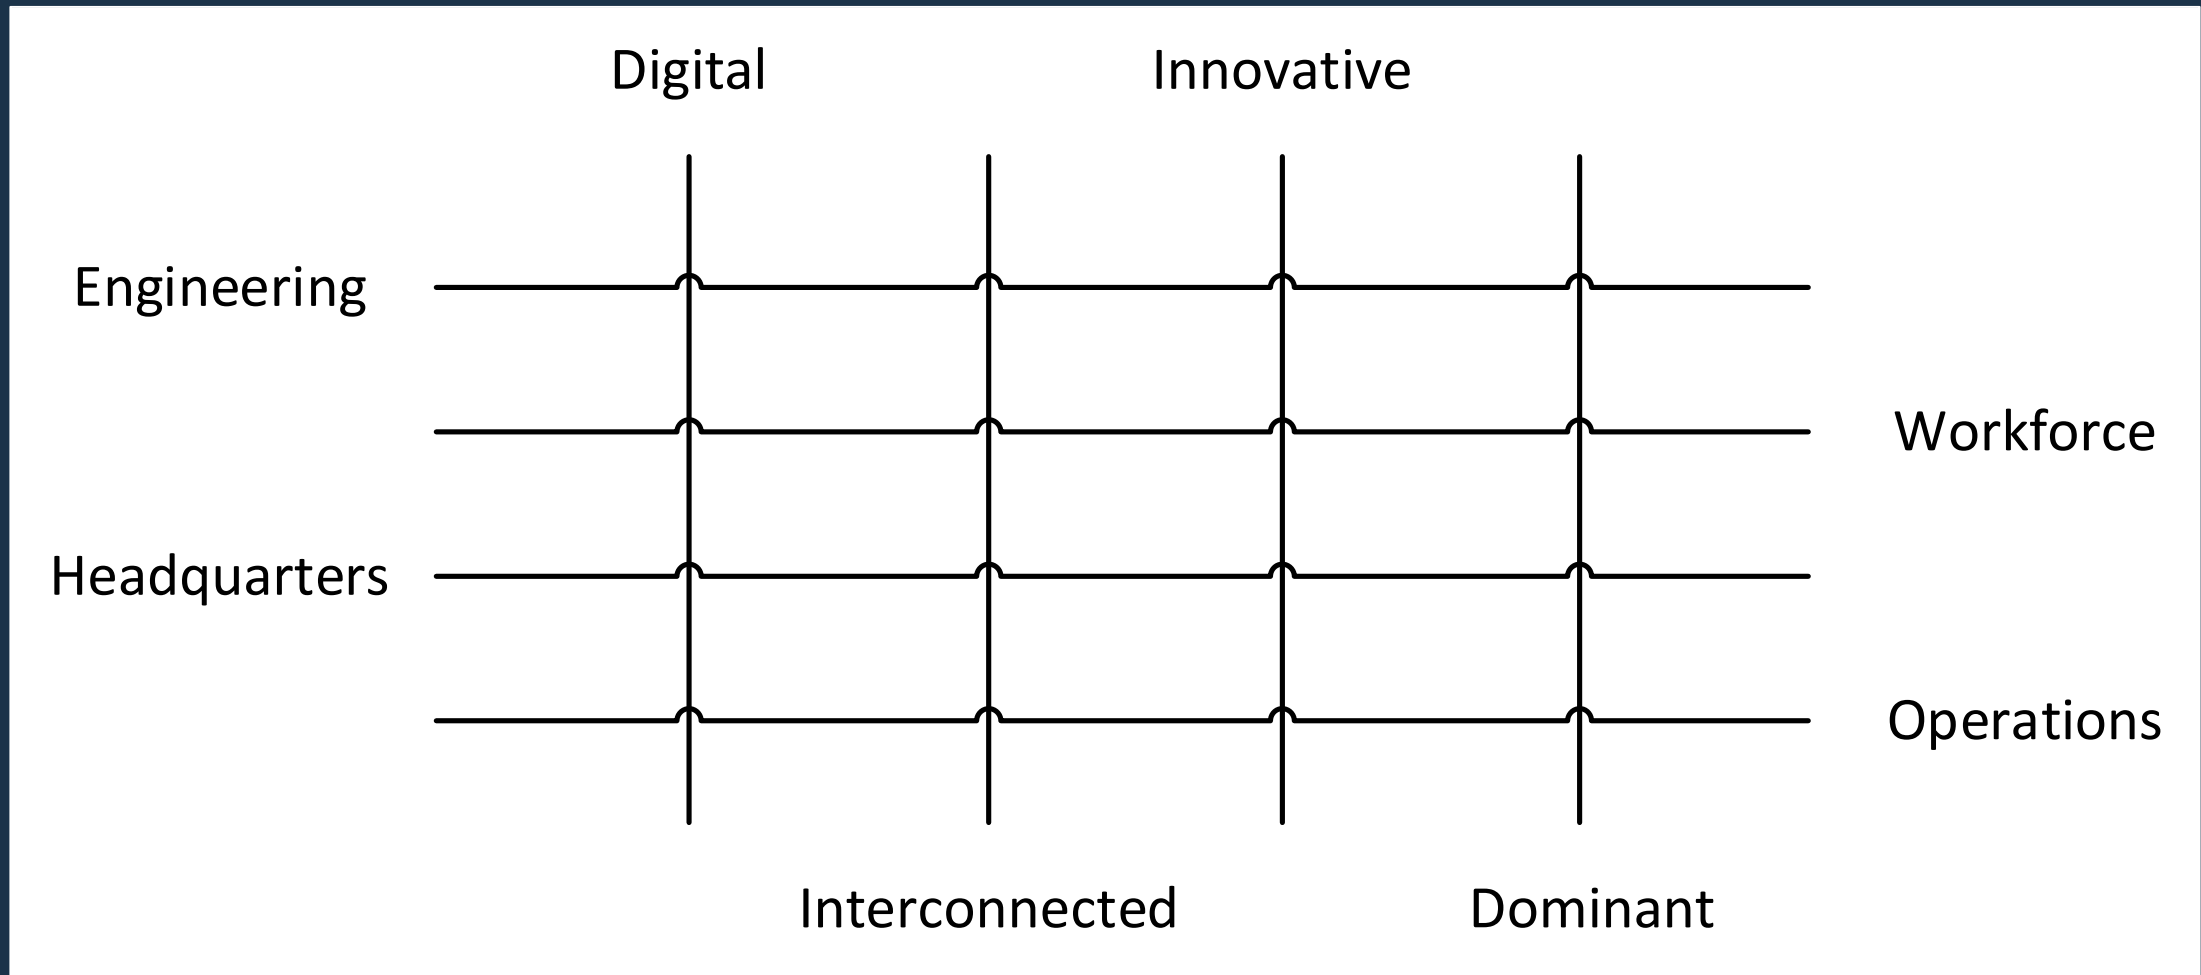 Digital
Innovative
Engineering
Workforce
Headquarters
Operations
Interconnected
Dominant